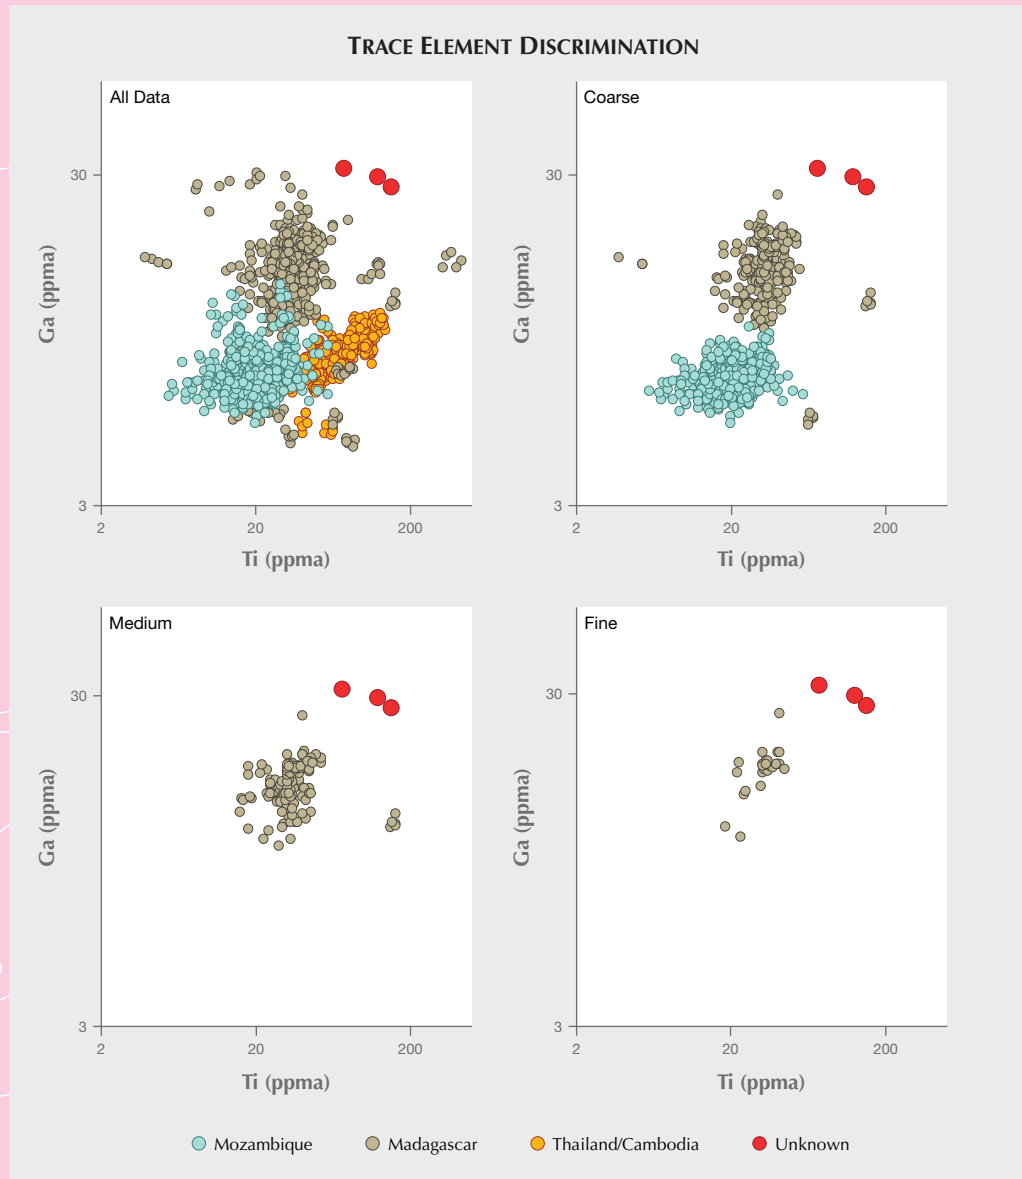 TRACE ELEMENT DISCRIMINATION
All Data
30
3
2
20
200
Ga (ppma)
Ti (ppma)
Coarse
30
3
2
20
200
Ga (ppma)
Ti (ppma)
Medium
30
3
2
20
200
Ga (ppma)
Ti (ppma)
Fine
30
3
2
20
200
Ga (ppma)
Ti (ppma)
Mozambique
Madagascar
Thailand/Cambodia
Unknown